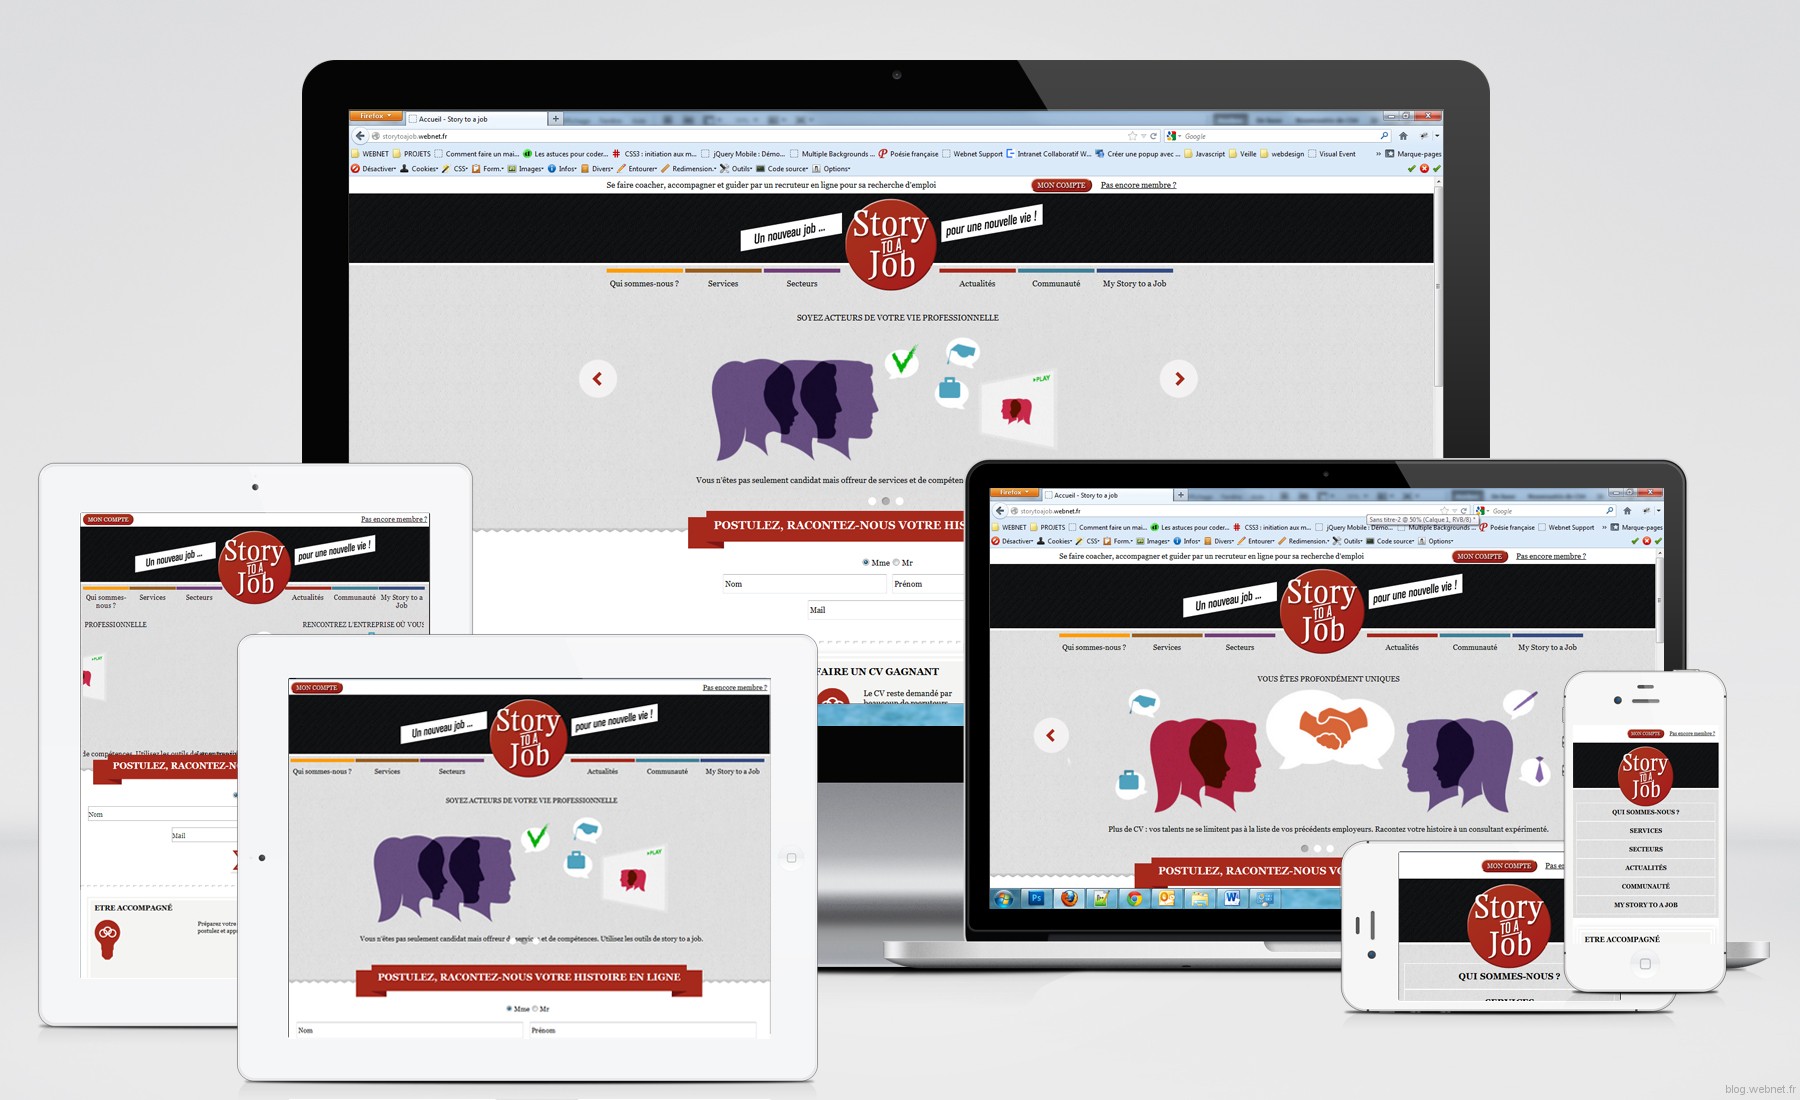 Firefox
Accueil - Story to a job
storytoajob.webnet.fr
Google
WEBNET PROJETS Comment faire un mai... Les astuces pour coder... CSS3 : initiation aux m... jQuery Mobile : Démo... Multiple Backgrounds ... Poésie française Webnet Support Intranet Collaboratif W... Créer une popup avec ... Javascript Veille webdesign Visual Event » Marque-pages
Désactiver Cookies CSS Form. Images Infos Divers Entourer Redimension. Outils Code source Options
Se faire coacher, accompagner et guider par un recruteur en ligne pour sa recherche d'emploi
MON COMPTE Pas encore membre ?
Un nouveau job ... Story TO A Job pour une nouvelle vie !
Qui sommes-nous ? Services Secteurs Actualités Communauté My Story to a Job
SOYEZ ACTEURS DE VOTRE VIE PROFESSIONNELLE
PLAY
Vous n'êtes pas seulement candidat mais offreur de services et de compéten
POSTULEZ, RACONTEZ-NOUS VOTRE HIS
Mme Mr
Nom Prénom
Mail
FAIRE UN CV GAGNANT
Le CV reste demandé par
beaucoup de recruteurs
MON COMPTE Pas encore membre ?
Un nouveau job ... Story TO A Job pour une nouvelle vie !
Qui sommes-
nous ? Services Secteurs Actualités Communauté My Story to a
Job
PROFESSIONNELLE RENCONTREZ L'ENTREPRISE OÙ VOUS
PLAY
de compétences. Utilisez les outils de
POSTULEZ, RACONTEZ-N
Nom
Mail
ETRE ACCOMPAGNÉ
Préparez votre
postulez et app
MON COMPTE Pas encore membre ?
Un nouveau job ... Story TO A Job pour une nouvelle vie !
Qui sommes-nous ? Services Secteurs Actualités Communauté My Story to a Job
SOYEZ ACTEURS DE VOTRE VIE PROFESSIONNELLE
PLAY
Vous n'êtes pas seulement candidat mais offreur de services et de compétences. Utilisez les outils de story to a job.
POSTULEZ, RACONTEZ-NOUS VOTRE HISTOIRE EN LIGNE
Mme Mr
Nom Prénom
Firefox
Accueil - Story to a job
storytoajob.webnet.fr
Google
Sans titre-2 @ 50% (Calque 1, RVB/8) *
WEBNET PROJETS Comment faire un mai... Les astuces pour coder... CSS3 : initiation aux m... jQuery Mobile : Démo... Multiple Backgrounds Poésie française Webnet Support » Marque-pages
Désactiver Cookies CSS Form. Images Infos Divers Entourer Redimension. Outils Code source Options
Se faire coacher, accompagner et guider par un recruteur en ligne pour sa recherche d'emploi
MON COMPTE Pas encore membre ?
Un nouveau job ... Story TO A Job pour une nouvelle vie !
Qui sommes-nous ? Services Secteurs Actualités Communauté My Story to a Job
VOUS ÊTES PROFONDÉMENT UNIQUES
Plus de CV : vos talents ne se limitent pas à la liste de vos précédents employeurs. Racontez votre histoire à un consultant expérimenté.
POSTULEZ, RACONTEZ-NOUS VO
Ps W
MON COMPTE Pas en
Story TO A Job
QUI SOMMES-NOUS ?
SERVICES
MON COMPTE Pas encore membre ?
Story TO A Job
QUI SOMMES-NOUS ?
SERVICES
SECTEURS
ACTUALITÉS
COMMUNAUTÉ
MY STORY TO A JOB
ETRE ACCOMPAGNÉ
blog.webnet.fr